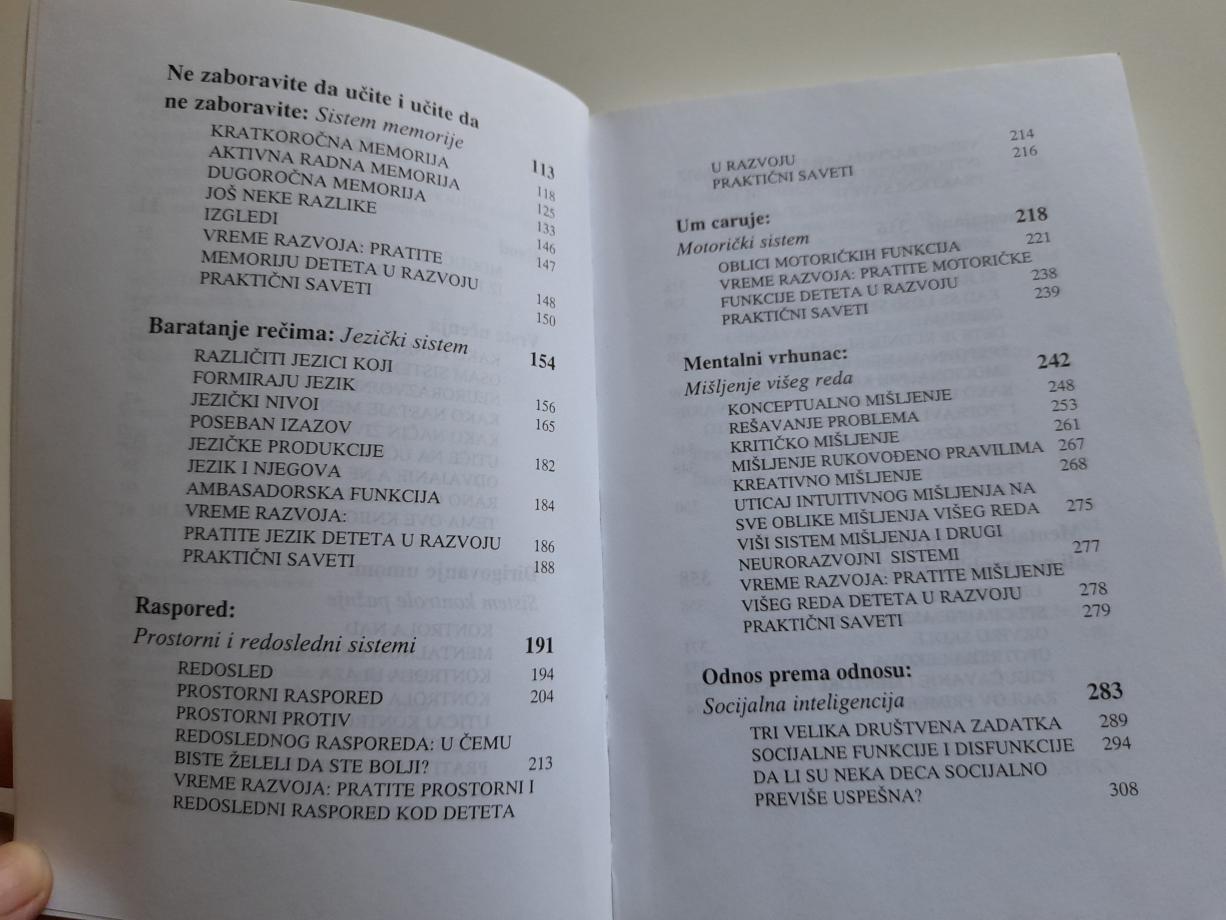 Ne zaboravite da učite i učite da
ne zaboravite: Sistem memorije 113
KRATKOROČNA MEMORIJA 118
AKTIVNA RADNA MEMORIJA 125
DUGOROČNA MEMORIJA 133
JOŠ NEKE RAZLIKE 146
IZGLEDI 147
VREME RAZVOJA: PRATITE
MEMORIJU DETETA U RAZVOJU 148
PRAKTIČNI SAVETI 150
Baratanje rečima: Jezički sistem 154
RAZLIČITI JEZICI KOJI
FORMIRAJU JEZIK 156
JEZIČKI NIVOI 165
POSEBAN IZAZOV
JEZIČKE PRODUKCIJE 182
JEZIK I NJEGOVA
AMBASADORSKA FUNKCIJA 184
VREME RAZVOJA:
PRATITE JEZIK DETETA U RAZVOJU 186
PRAKTIČNI SAVETI 188
Raspored:
Prostorni i redosledni sistemi 191
REDOSLED 194
PROSTORNI RASPORED 204
PROSTORNI PROTIV
REDOSLEDNOG RASPOREDA: U ČEMU
BISTE ŽELELI DA STE BOLJI? 213
VREME RAZVOJA: PRATITE PROSTORNI I
REDOSLEDNI RASPORED KOD DETETA
U RAZVOJU 214
PRAKTIČNI SAVETI 216
Um caruje:
Motorički sistem 218
OBLICI MOTORIČKIH FUNKCIJA 221
VREME RAZVOJA: PRATITE MOTORIČKE
FUNKCIJE DETETA U RAZVOJU 238
PRAKTIČNI SAVETI 239
Mentalni vrhunac:
Mišljenje višeg reda 242
KONCEPTUALNO MIŠLJENJE 248
REŠAVANJE PROBLEMA 253
KRITIČKO MIŠLJENJE 261
MIŠLJENJE RUKOVOĐENO PRAVILIMA 267
KREATIVNO MIŠLJENJE 268
UTICAJ INTUITIVNOG MIŠLJENJA NA
SVE OBLIKE MIŠLJENJA VIŠEG REDA 275
VIŠI SISTEM MIŠLJENJA I DRUGI
NEURORAZVOJNI SISTEMI 277
VREME RAZVOJA: PRATITE MIŠLJENJE
VIŠEG REDA DETETA U RAZVOJU 278
PRAKTIČNI SAVETI 279
Odnos prema odnosu:
Socijalna inteligencija 283
TRI VELIKA DRUŠTVENA ZADATKA 289
SOCIJALNE FUNKCIJE I DISFUNKCIJE 294
DA LI SU NEKA DECA SOCIJALNO
PREVIŠE USPEŠNA? 308